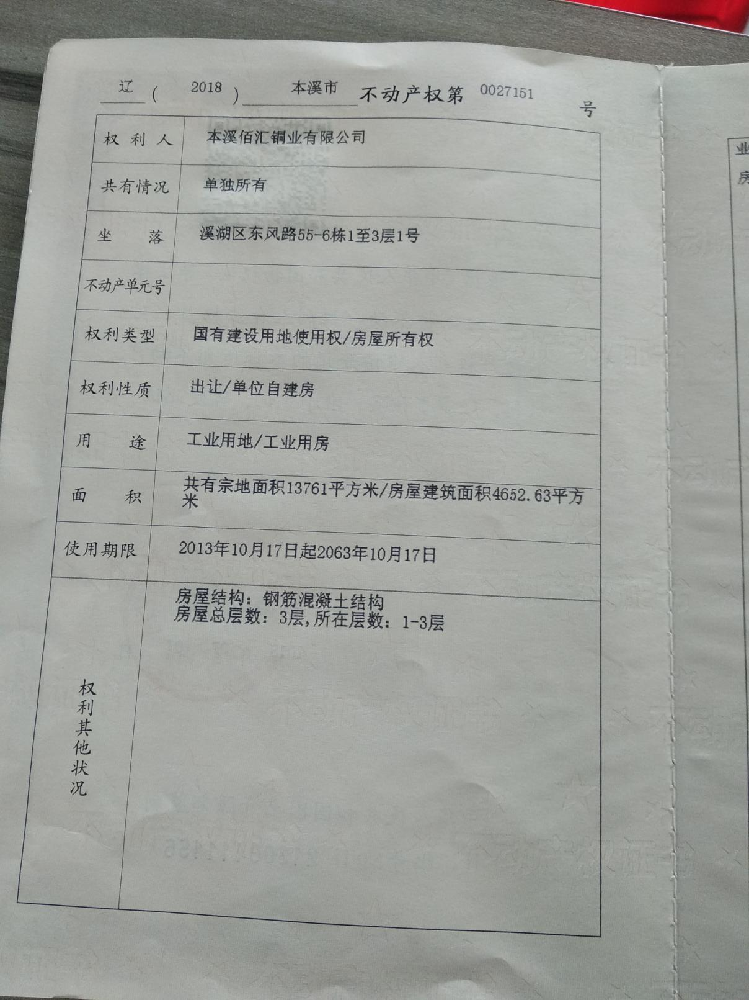 辽 ( 2018 ) 本溪市 不动产权第 0027151 号
权利人 本溪佰汇铜业有限公司
共有情况 单独所有
坐落 溪湖区东风路55-6栋1至3层1号
不动产单元号
权利类型 国有建设用地使用权/房屋所有权
权利性质 出让/单位自建房
用途 工业用地/工业用房
面积 共有宗地面积13761平方米/房屋建筑面积4652.63平方
米
使用期限 2013年10月17日起2063年10月17日
权利其他状况
房屋结构：钢筋混凝土结构
房屋总层数：3层,所在层数：1-3层
业
房